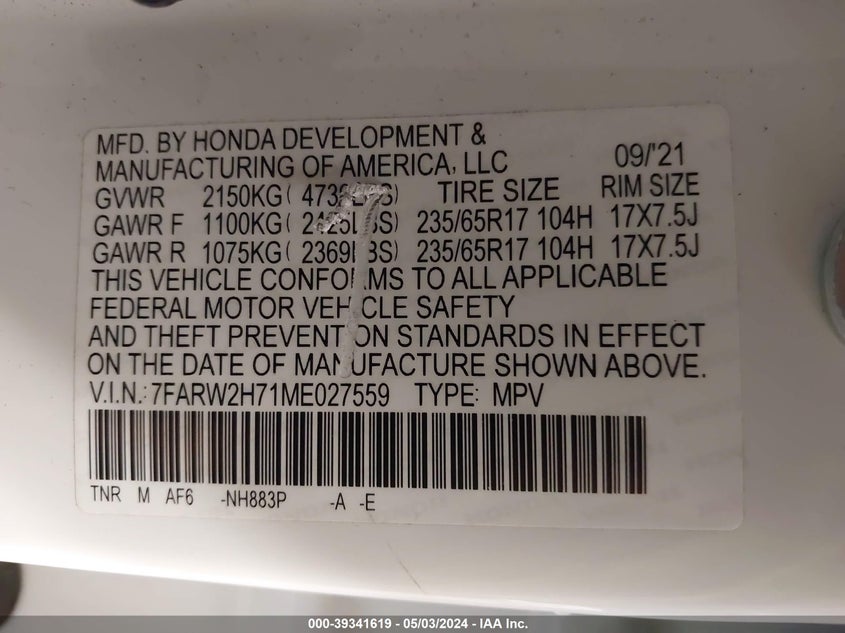 MFD. BY HONDA DEVELOPMENT &
MANUFACTURING OF AMERICA, LLC 09/'21
GVWR 2150KG( TIRE SIZE RIM SIZE
GAWR F 1100KG( 235/65R17 104H 17X7.5J
GAWR R 1075KG( 2369LBS) 235/65R17 104H 17X7.5J
THIS VEHICLE CONFORMS TO ALL APPLICABLE
FEDERAL MOTOR VEHICLE SAFETY
AND THEFT PREVENTION STANDARDS IN EFFECT
ON THE DATE OF MANUFACTURE SHOWN ABOVE.
V.I.N.: 7FARW2H71ME027559 TYPE: MPV
TNR M AF6 -NH883P -A -E
000-39341619 - 05/03/2024 - IAA Inc.